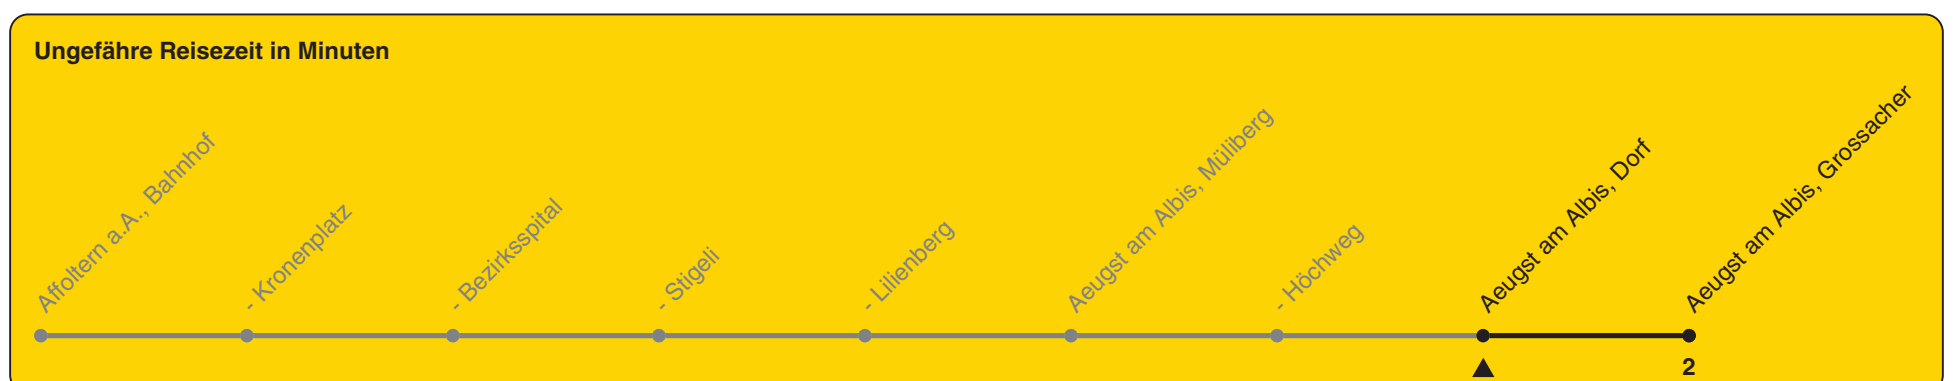 Ungefähre Reisezeit in Minuten
Affoltern a.A., Bahnhof
- Kronenplatz
- Bezirksspital
- Stigeli
- Lilienberg
Aeugst am Albis, Müliberg
- Höchweg
Aeugst am Albis, Dorf
Aeugst am Albis, Grossacher
2